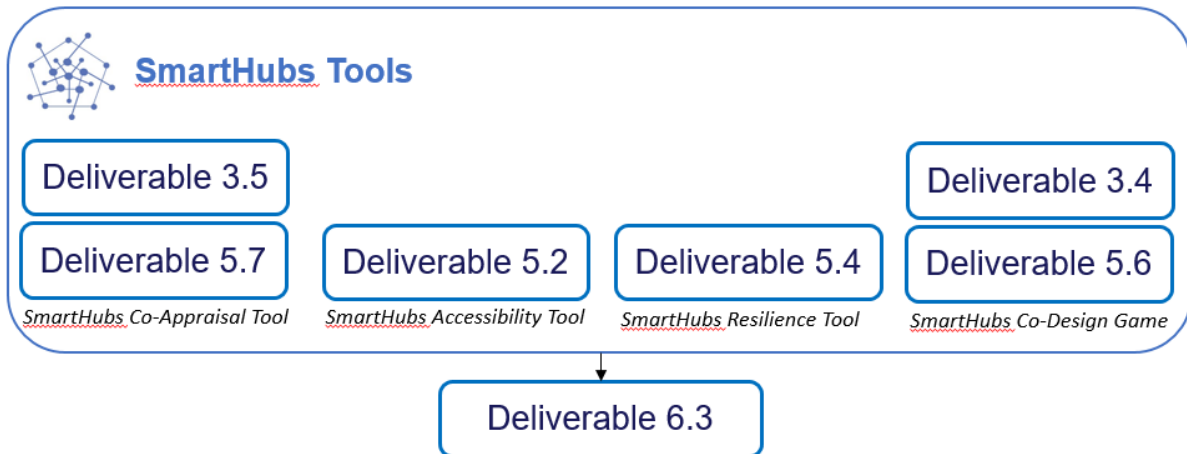 SmartHubs Tools
Deliverable 3.5
Deliverable 3.4
Deliverable 5.7
Deliverable 5.2
Deliverable 5.4
Deliverable 5.6
SmartHubs Co-Appraisal Tool
SmartHubs Accessibility Tool
SmartHubs Resilience Tool
SmartHubs Co-Design Game
Deliverable 6.3